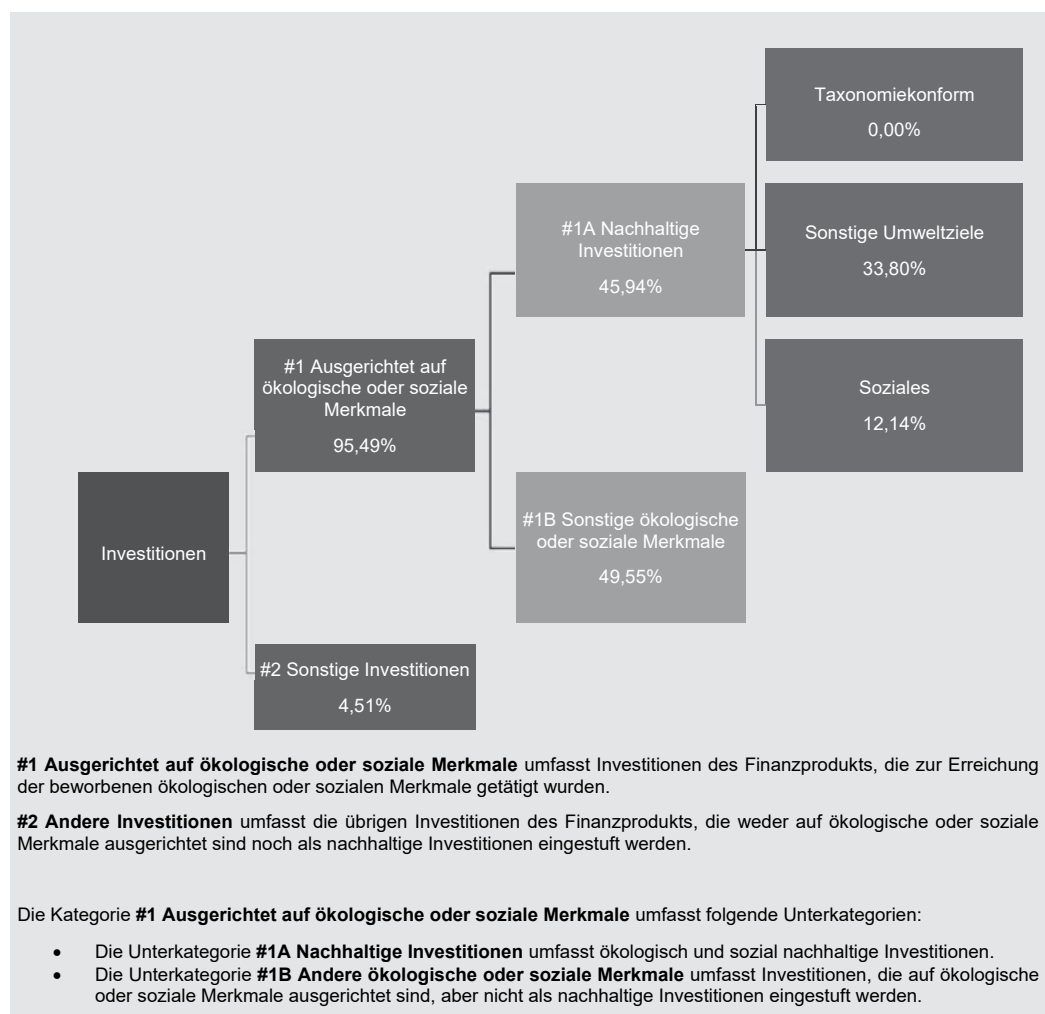 Taxonomiekonform
0,00%
#1A Nachhaltige
Investitionen
45,94%
Sonstige Umweltziele
33,80%
#1 Ausgerichtet auf
ökologische oder soziale
Merkmale
95,49%
Soziales
12,14%
Investitionen
#1B Sonstige ökologische
oder soziale Merkmale
49,55%
#2 Sonstige Investitionen
4,51%
#1 Ausgerichtet auf ökologische oder soziale Merkmale umfasst Investitionen des Finanzprodukts, die zur Erreichung
der beworbenen ökologischen oder sozialen Merkmale getätigt wurden.
#2 Andere Investitionen umfasst die übrigen Investitionen des Finanzprodukts, die weder auf ökologische oder soziale
Merkmale ausgerichtet sind noch als nachhaltige Investitionen eingestuft werden.
Die Kategorie #1 Ausgerichtet auf ökologische oder soziale Merkmale umfasst folgende Unterkategorien:
• Die Unterkategorie #1A Nachhaltige Investitionen umfasst ökologisch und sozial nachhaltige Investitionen.
• Die Unterkategorie #1B Andere ökologische oder soziale Merkmale umfasst Investitionen, die auf ökologische
oder soziale Merkmale ausgerichtet sind, aber nicht als nachhaltige Investitionen eingestuft werden.